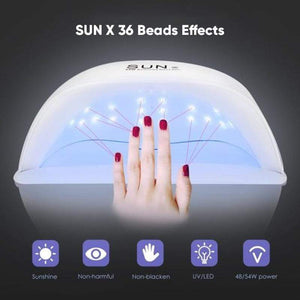 SUN X 36 Beads Effects
SUN
Sunshine
Non-harmful
Non-blacken
UV/LED
48/54W power